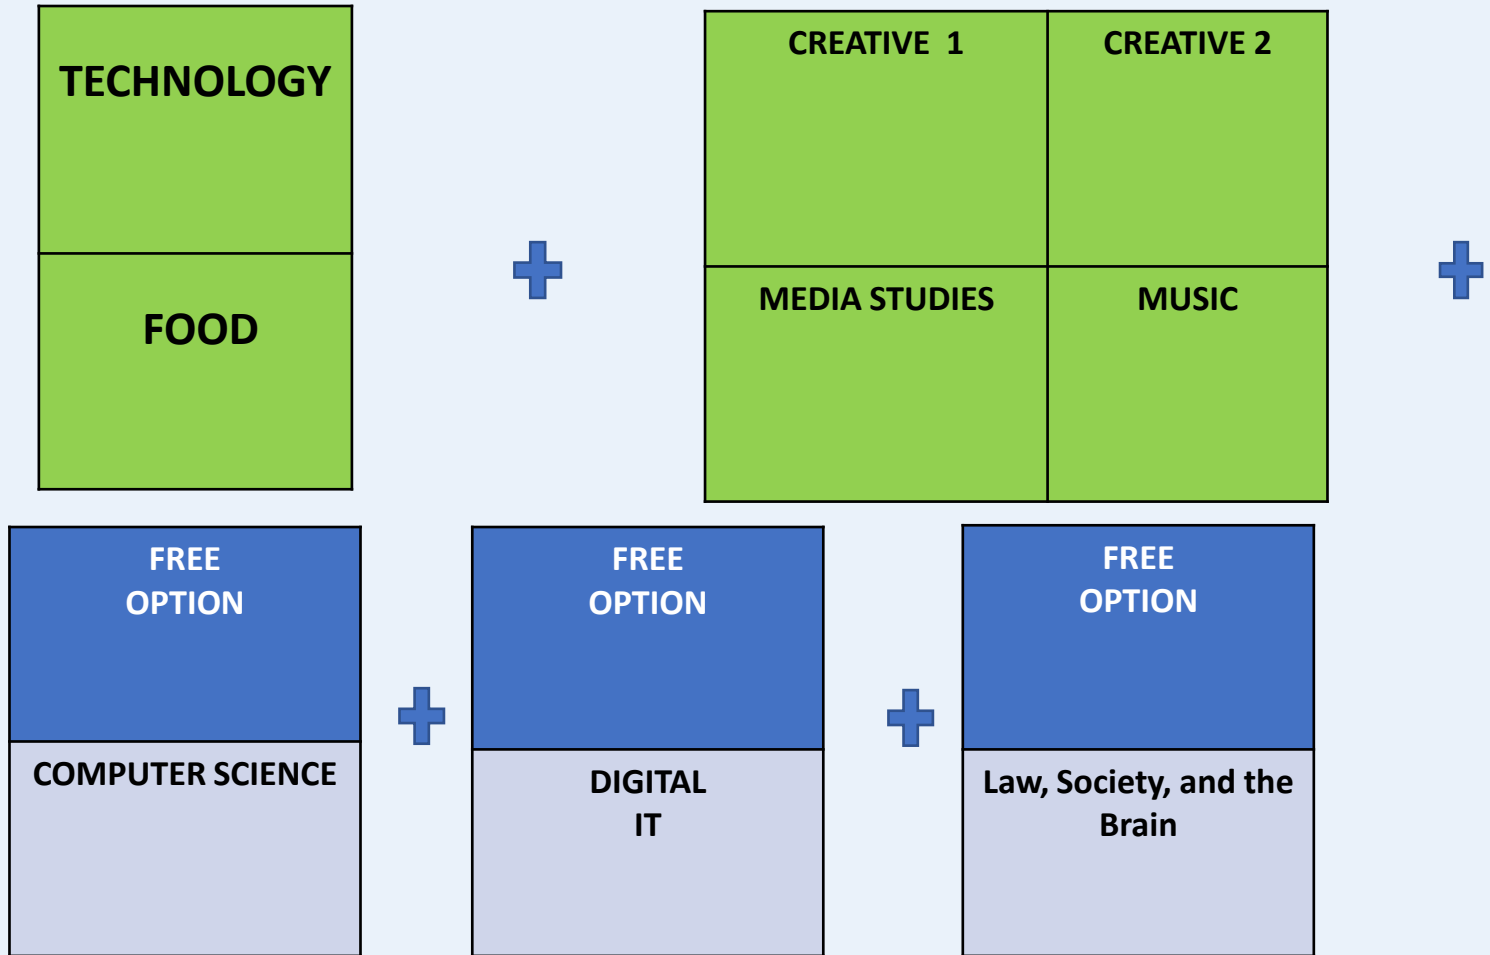 TECHNOLOGY
FOOD
CREATIVE 1
CREATIVE 2
MEDIA STUDIES
MUSIC
FREE
OPTION
COMPUTER SCIENCE
FREE
OPTION
DIGITAL
IT
FREE
OPTION
Law, Society, and the
Brain